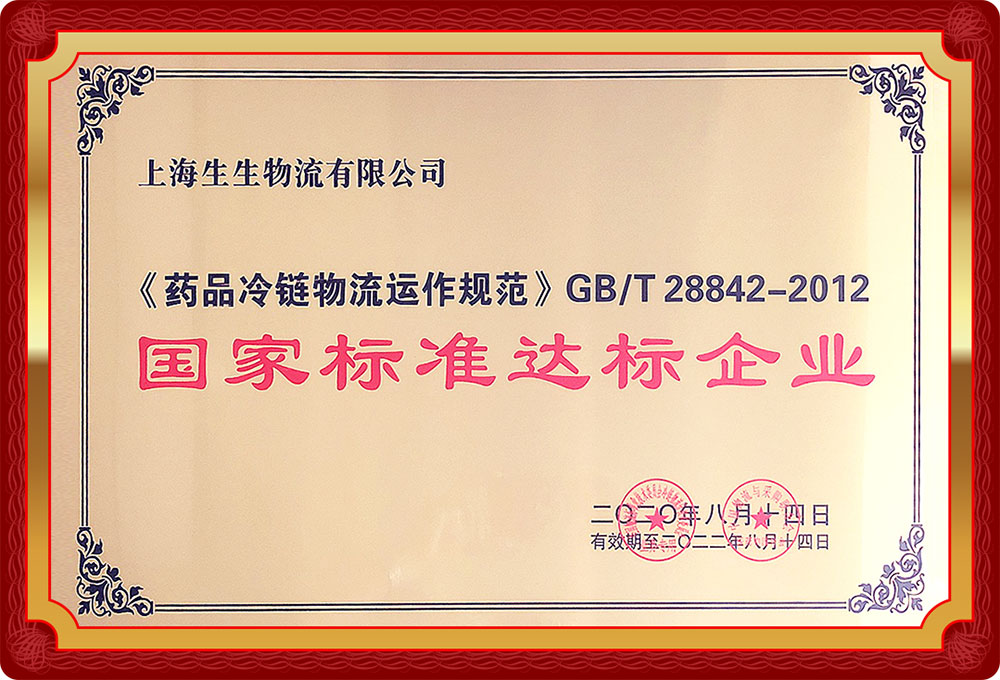 上海生生物流有限公司
《药品冷链物流运作规范》GB/T 28842-2012
国家标准达标企业
二〇二〇年八月十四日
有效期至二〇二二年八月十四日